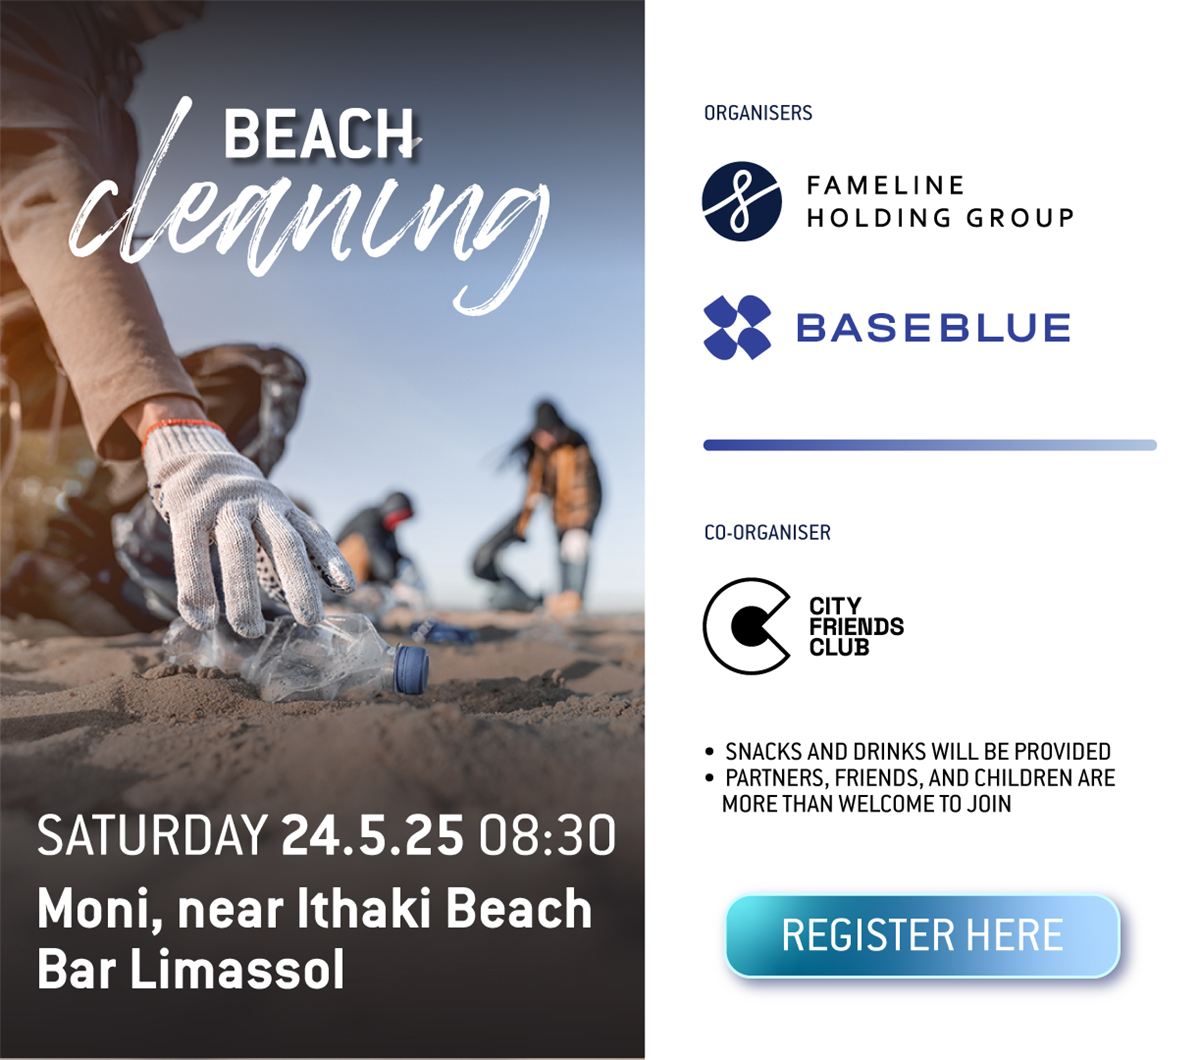 BEACH
cleaning
SATURDAY 24.5.25 08:30
Moni, near Ithaki Beach
Bar Limassol
ORGANISERS
FAMELINE
HOLDING GROUP
BASEBLUE
CO-ORGANISER
CITY
FRIENDS
CLUB
• SNACKS AND DRINKS WILL BE PROVIDED
• PARTNERS, FRIENDS, AND CHILDREN ARE
MORE THAN WELCOME TO JOIN
REGISTER HERE